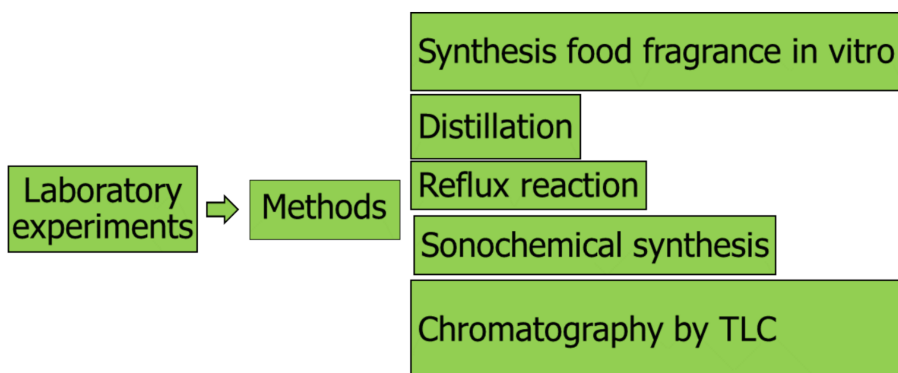 Laboratory
experiments
Methods
Synthesis food fragrance in vitro
Distillation
Reflux reaction
Sonochemical synthesis
Chromatography by TLC